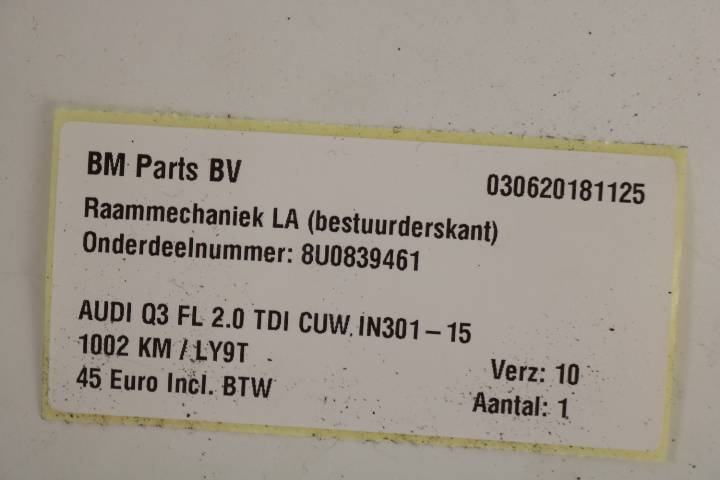 BM Parts BV
030620181125
Raammechaniek LA (bestuurderskant)
Onderdeelnummer: 8U0839461
AUDI Q3 FL 2.0 TDI CUW. IN301 – 15
1002 KM / LY9T
Verz: 10
45 Euro Incl. BTW
Aantal: 1